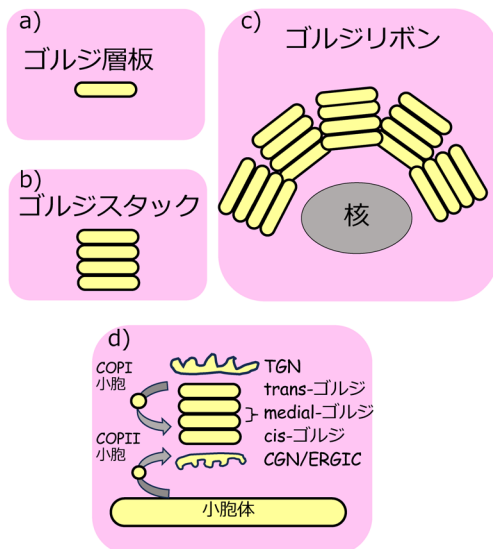 a)
ゴルジ層板
b)
ゴルジスタック
c)
ゴルジリボン
核
d)
COPI
小胞
COPII
小胞
TGN
trans-ゴルジ
medial-ゴルジ
cis-ゴルジ
CGN/ERGIC
小胞体